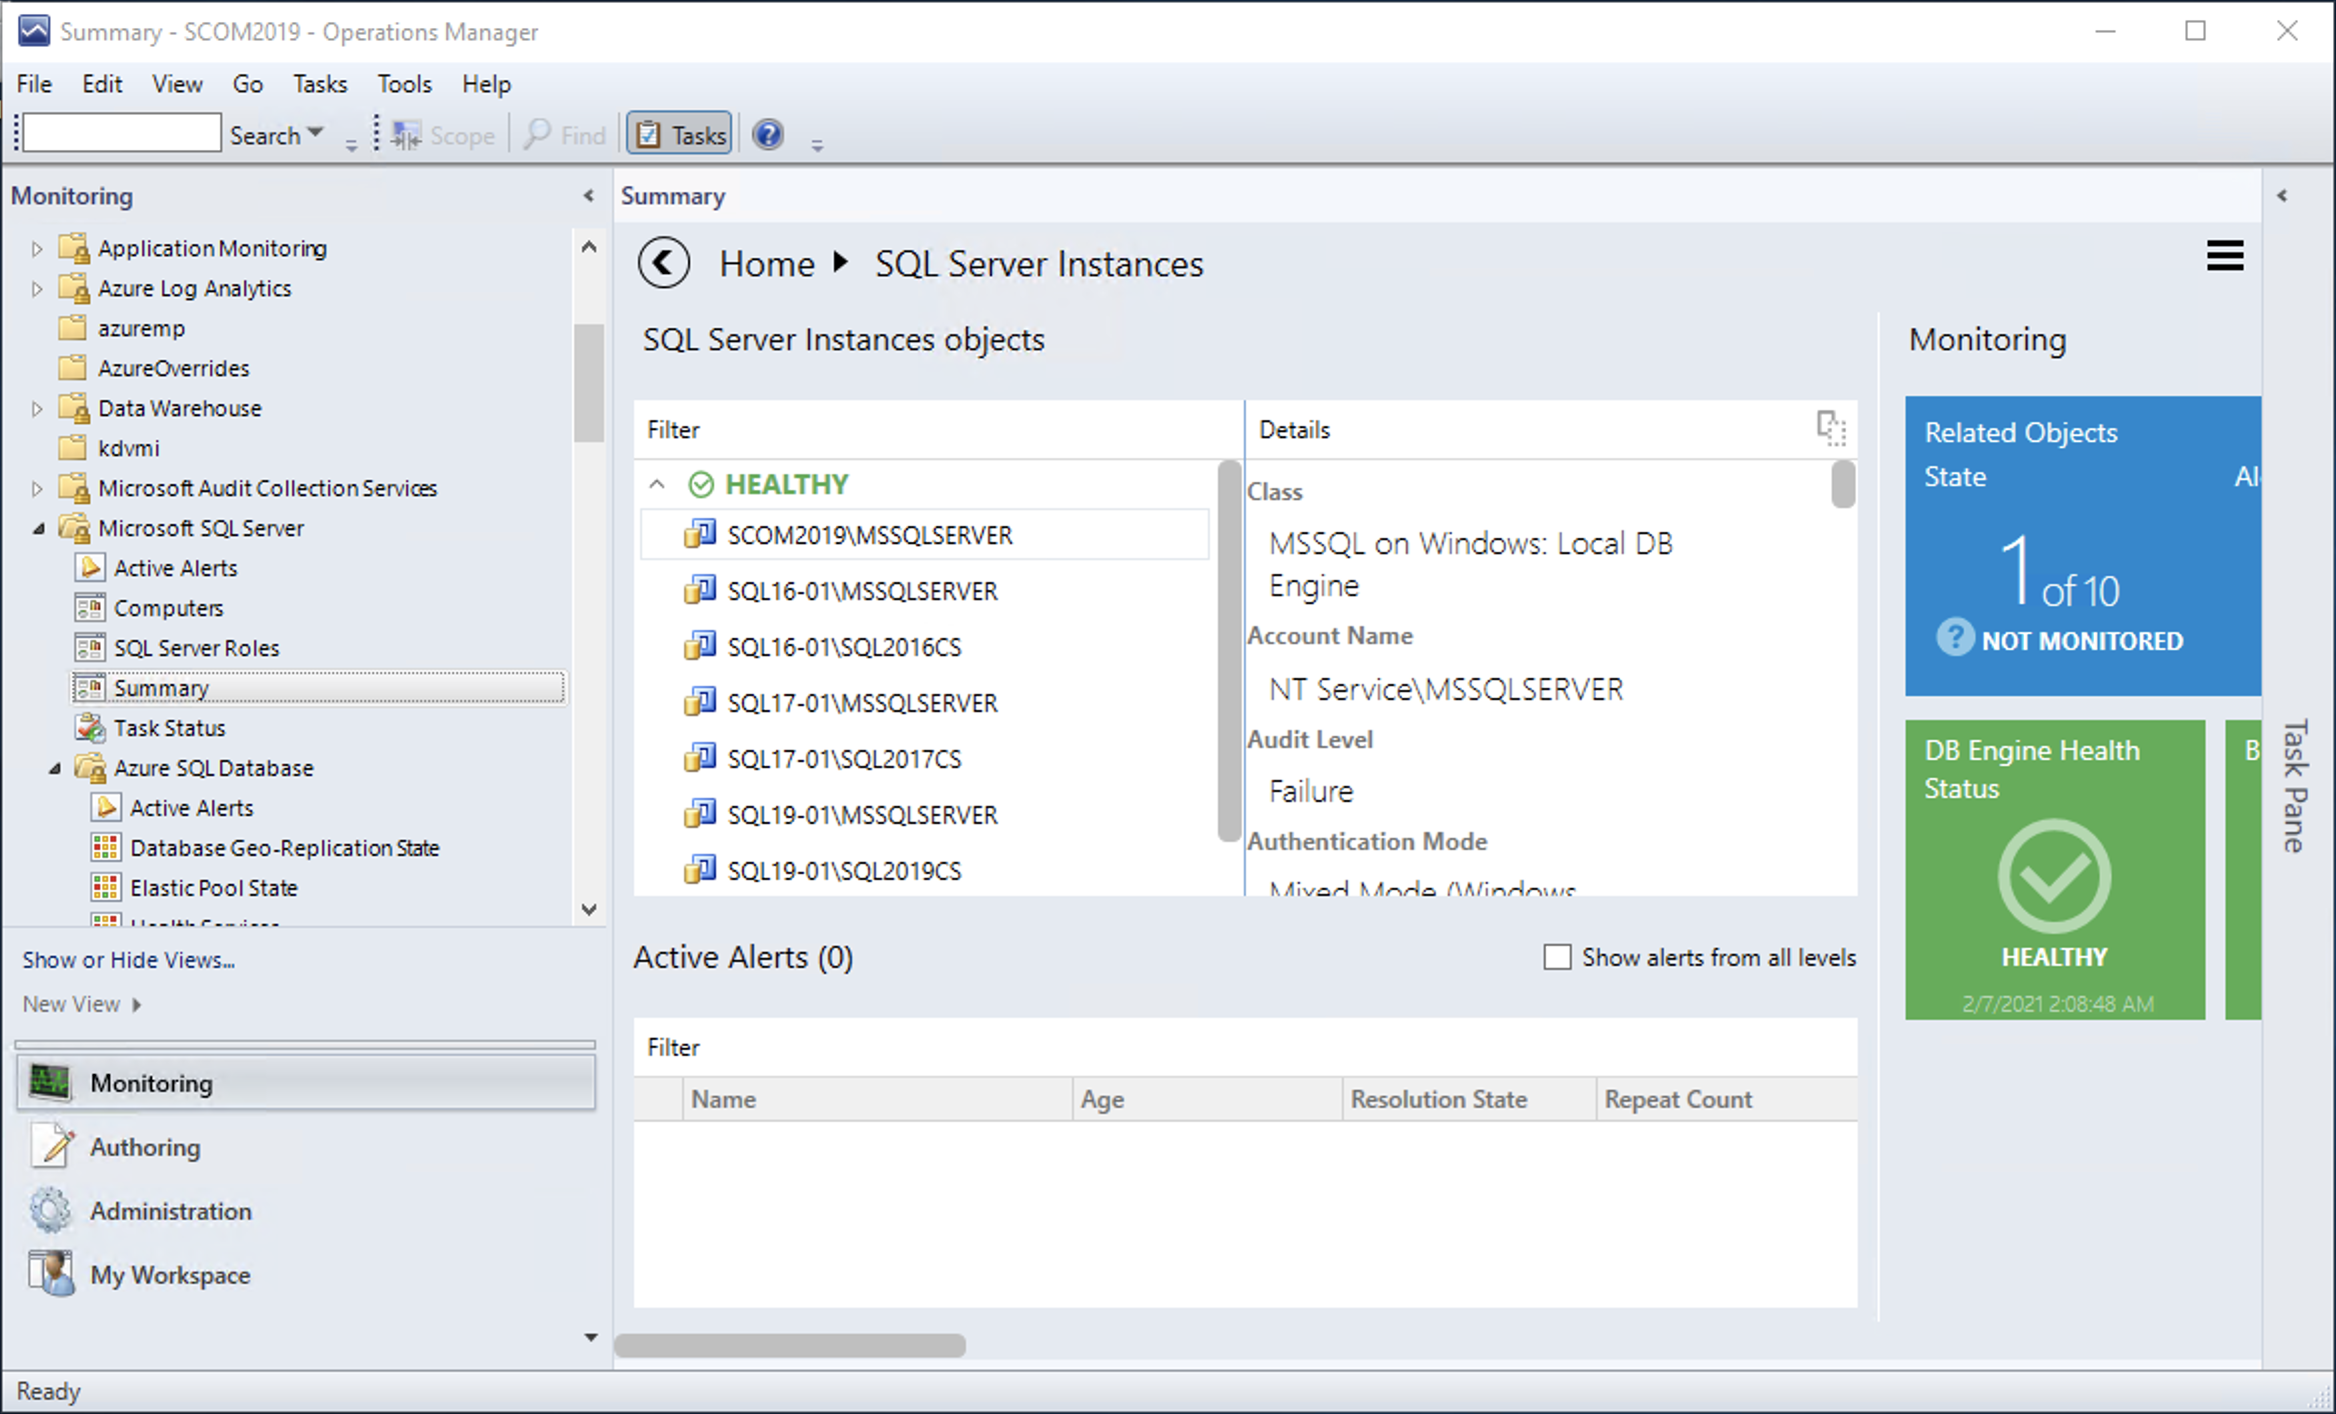 Summary - SCOM2019 - Operations Manager
File Edit View Go Tasks Tools Help
Search Scope Find Tasks
Monitoring
Application Monitoring
Azure Log Analytics
azuremp
AzureOverrides
Data Warehouse
kdvmi
Microsoft Audit Collection Services
Microsoft SQL Server
Active Alerts
Computers
SQL Server Roles
Summary
Task Status
Azure SQL Database
Active Alerts
Database Geo-Replication State
Elastic Pool State
Health Services
Show or Hide Views...
New View
Monitoring
Authoring
Administration
My Workspace
Summary
Home SQL Server Instances
SQL Server Instances objects
Filter
HEALTHY
SCOM2019\MSSQLSERVER
SQL16-01\MSSQLSERVER
SQL16-01\SQL2016CS
SQL17-01\MSSQLSERVER
SQL17-01\SQL2017CS
SQL19-01\MSSQLSERVER
SQL19-01\SQL2019CS
Details
Class
MSSQL on Windows: Local DB
Engine
Account Name
NT Service\MSSQLSERVER
Audit Level
Failure
Authentication Mode
Mixed Mode (Windows
Active Alerts (0)
Show alerts from all levels
Filter
Name Age Resolution State Repeat Count
Monitoring
Related Objects
State Al
1 of 10
? NOT MONITORED
DB Engine Health
Status
HEALTHY
2/7/2021 2:08:48 AM
B
Task Pane
Ready